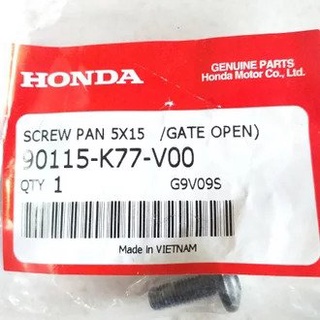 HONDA
GENUINE PARTS
Honda Motor Co., Ltd.
SCREW PAN 5X15 /GATE OPEN)
90115-K77-V00
QTY 1 G9V09S
Made in VIETNAM